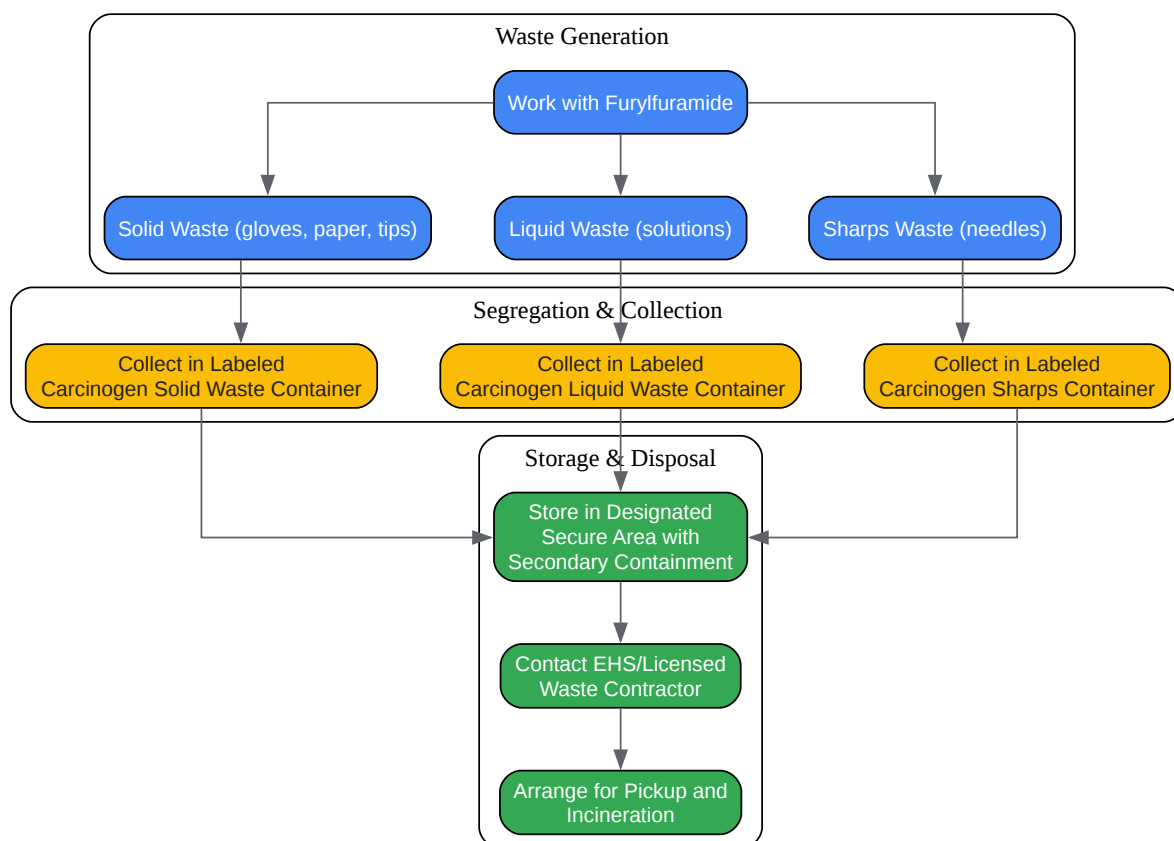 Waste Generation
Work with Furylfuramide
Solid Waste (gloves, paper, tips)
Liquid Waste (solutions)
Sharps Waste (needles)
Segregation & Collection
Collect in Labeled
Carcinogen Solid Waste Container
Collect in Labeled
Carcinogen Liquid Waste Container
Collect in Labeled
Carcinogen Sharps Container
Storage & Disposal
Store in Designated
Secure Area with
Secondary Containment
Contact EHS/Licensed
Waste Contractor
Arrange for Pickup and
Incineration